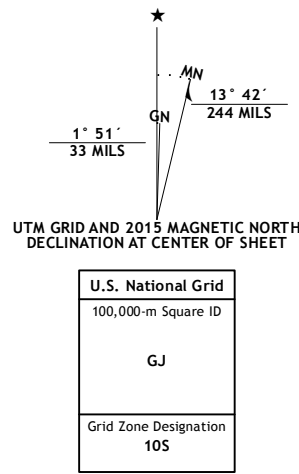 MN
13° 42´
244 MILS
GN
1° 51´
33 MILS
UTM GRID AND 2015 MAGNETIC NORTH
DECLINATION AT CENTER OF SHEET
U.S. National Grid
100,000-m Square ID
GJ
Grid Zone Designation
10S